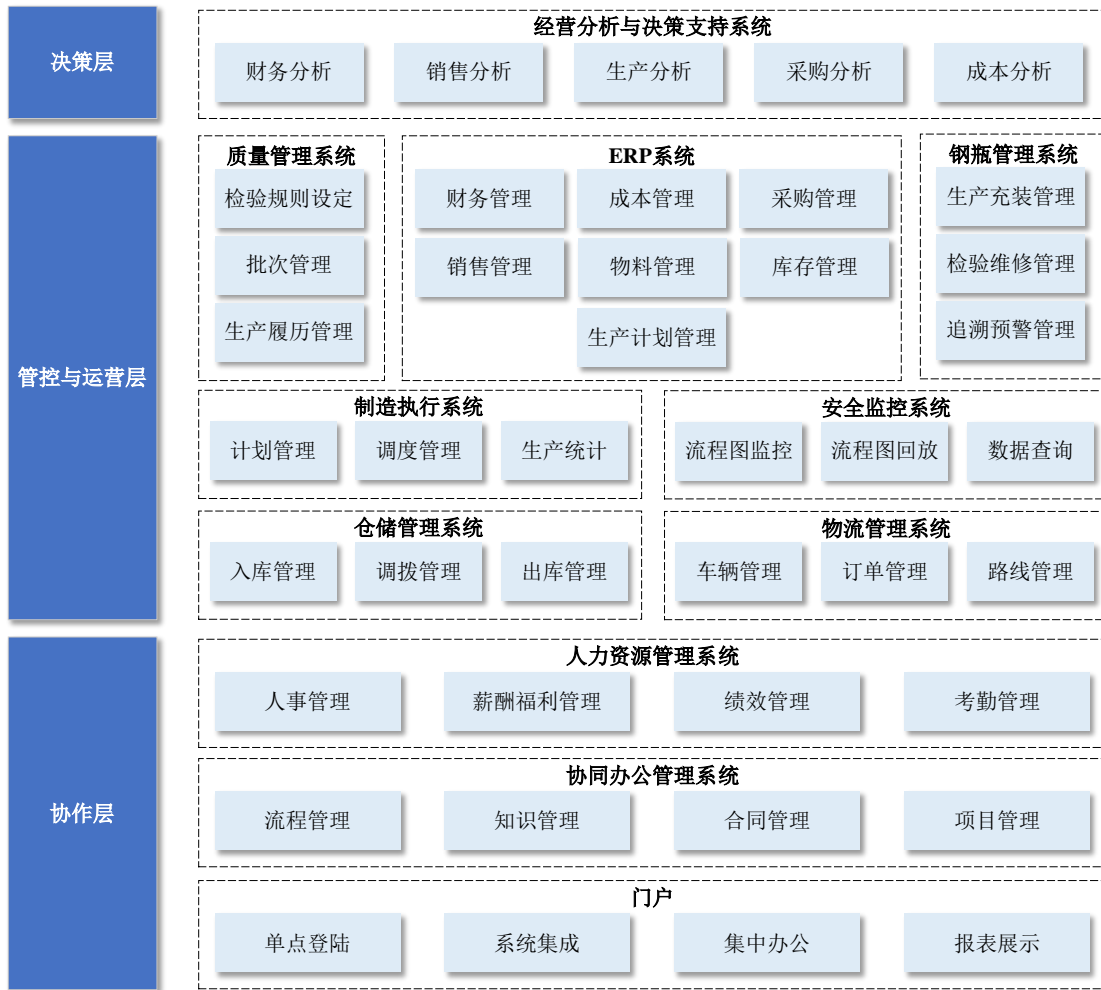 决策层
经营分析与决策支持系统
财务分析
销售分析
生产分析
采购分析
成本分析
管控与运营层
质量管理系统
检验规则设定
批次管理
生产履历管理
ERP系统
财务管理
成本管理
采购管理
销售管理
物料管理
库存管理
生产计划管理
钢瓶管理系统
生产充装管理
检验维修管理
追溯预警管理
制造执行系统
计划管理
调度管理
生产统计
安全监控系统
流程图监控
流程图回放
数据查询
仓储管理系统
入库管理
调拨管理
出库管理
物流管理系统
车辆管理
订单管理
路线管理
协作层
人力资源管理系统
人事管理
薪酬福利管理
绩效管理
考勤管理
协同办公管理系统
流程管理
知识管理
合同管理
项目管理
门户
单点登陆
系统集成
集中办公
报表展示